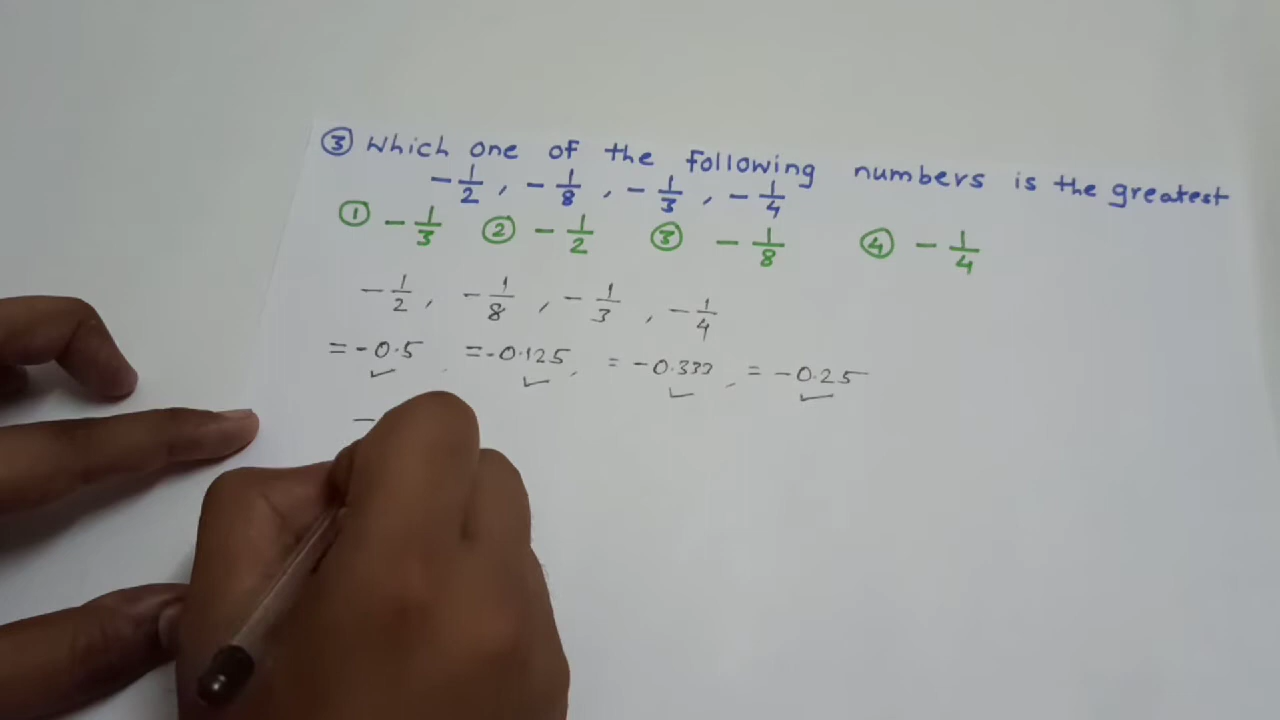 ③ Which one of the following numbers is the greatest
-1/2, -1/8, -1/3, -1/4
① -1/3 ② -1/2 ③ -1/8 ④ -1/4
-1/2, -1/8, -1/3, -1/4
= -0.5, = -0.125, = -0.333, = -0.25
-